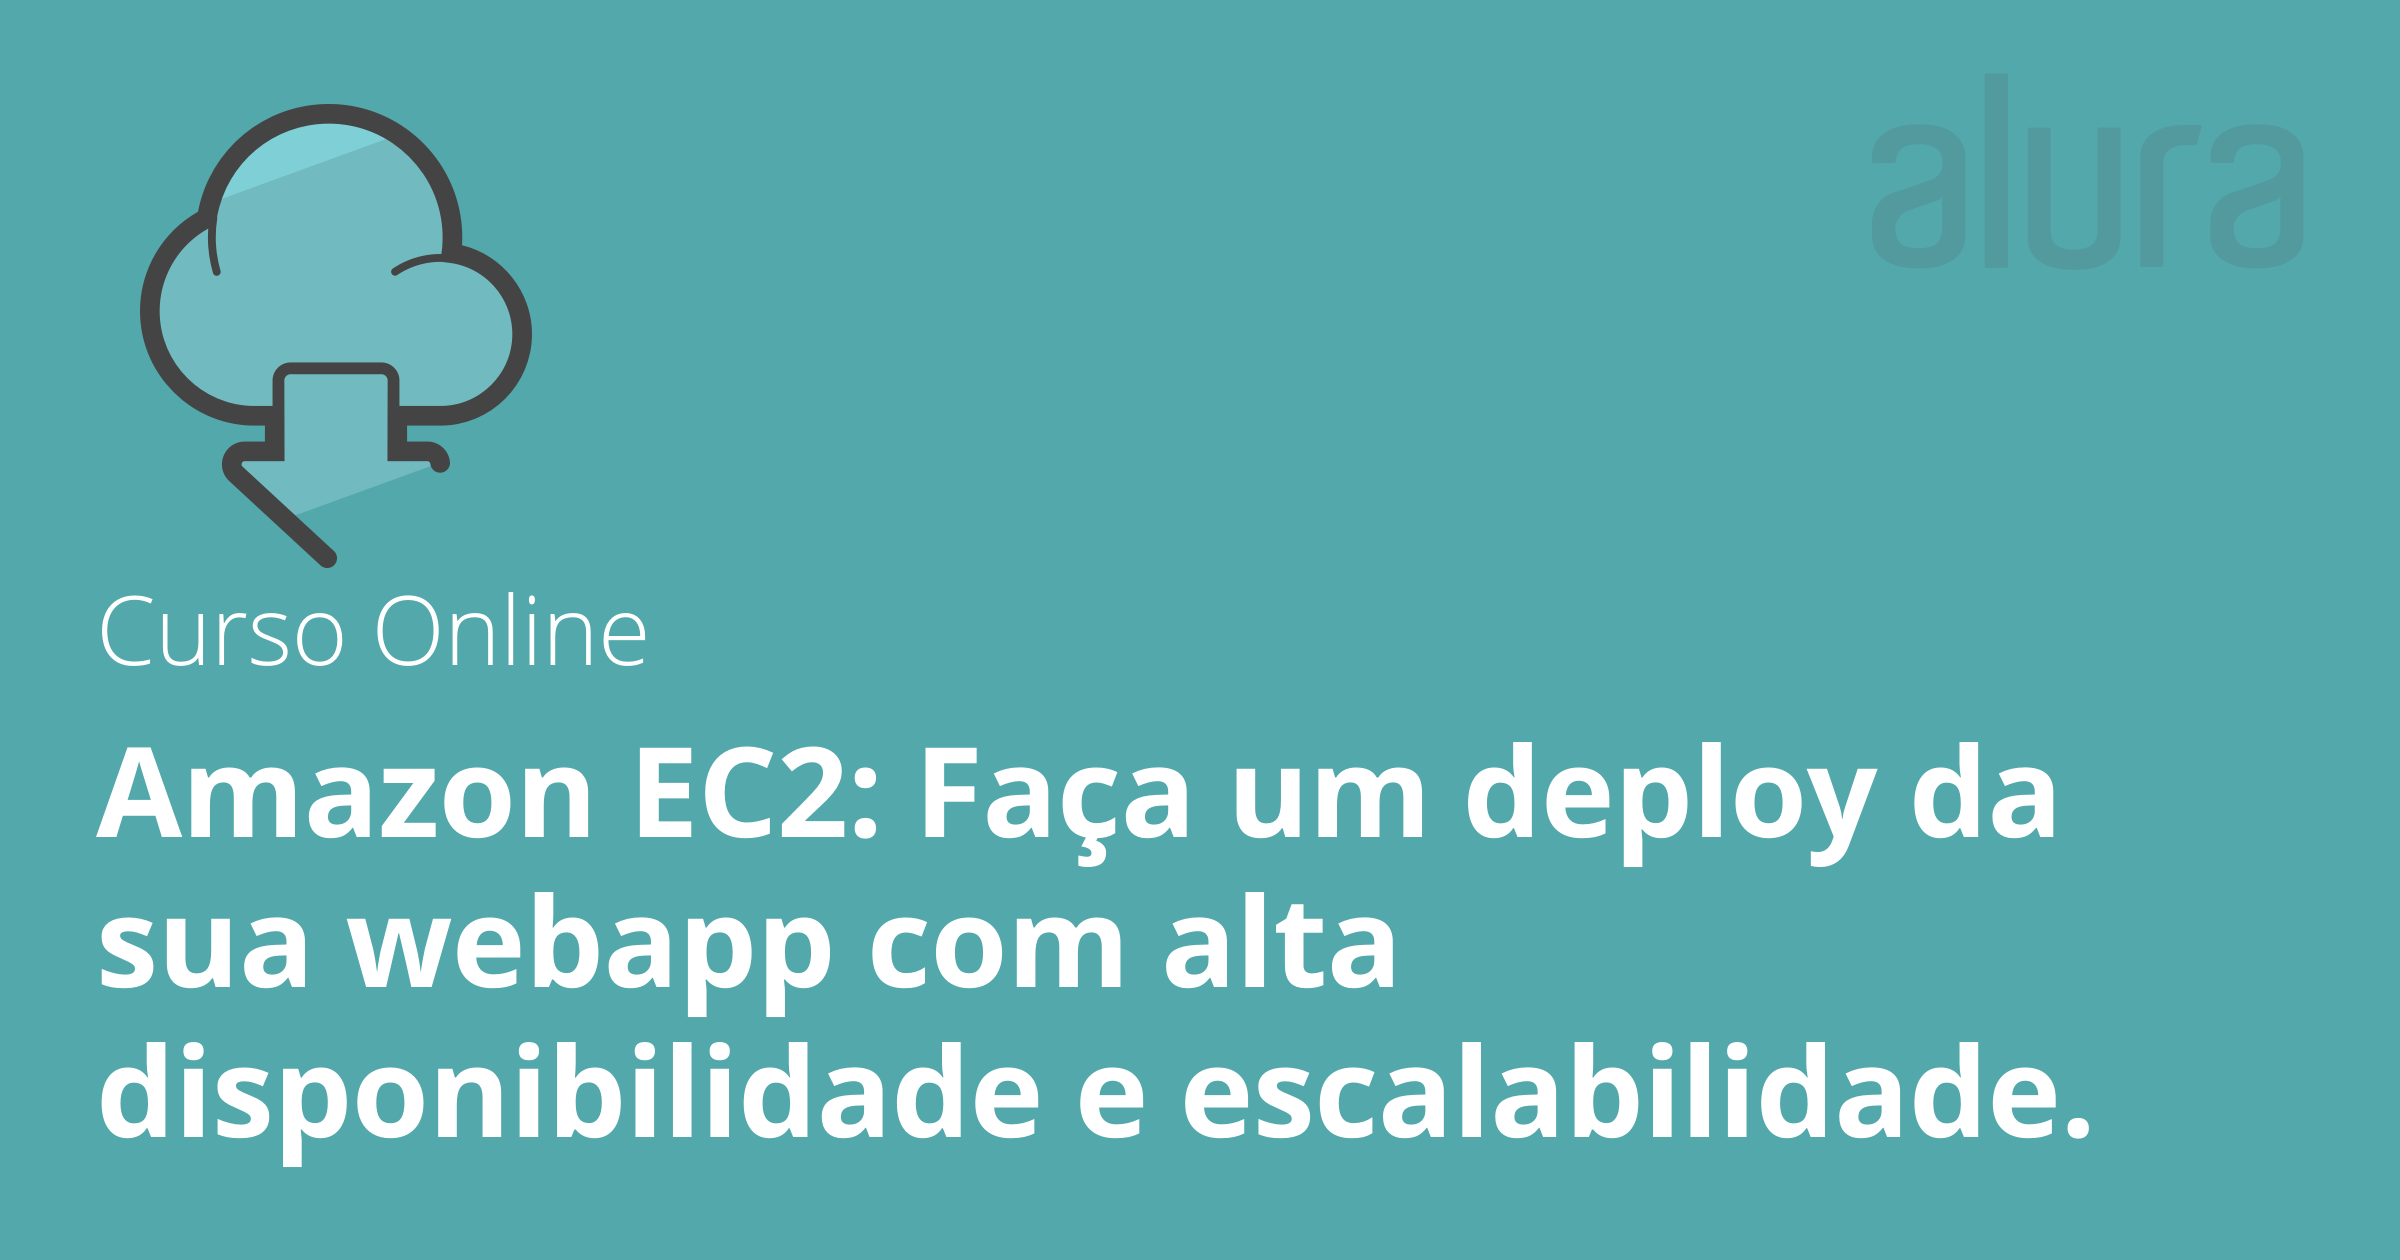 alura
Curso Online
Amazon EC2: Faça um deploy da
sua webapp com alta
disponibilidade e escalabilidade.